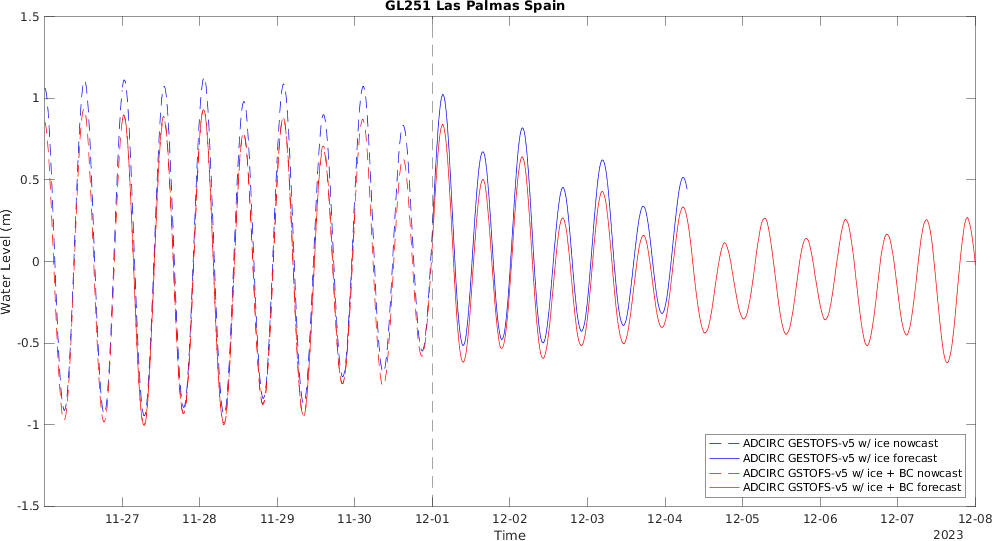 GL251 Las Palmas Spain
1.5
1
0.5
0
-0.5
-1
-1.5
Water Level (m)
11-27 11-28 11-29 11-30 12-01 12-02 12-03 12-04 12-05 12-06 12-07 12-08
Time
2023
ADCIRC GESTOFS-v5 w/ ice nowcast
ADCIRC GESTOFS-v5 w/ ice forecast
ADCIRC GSTOFS-v5 w/ ice + BC nowcast
ADCIRC GSTOFS-v5 w/ ice + BC forecast